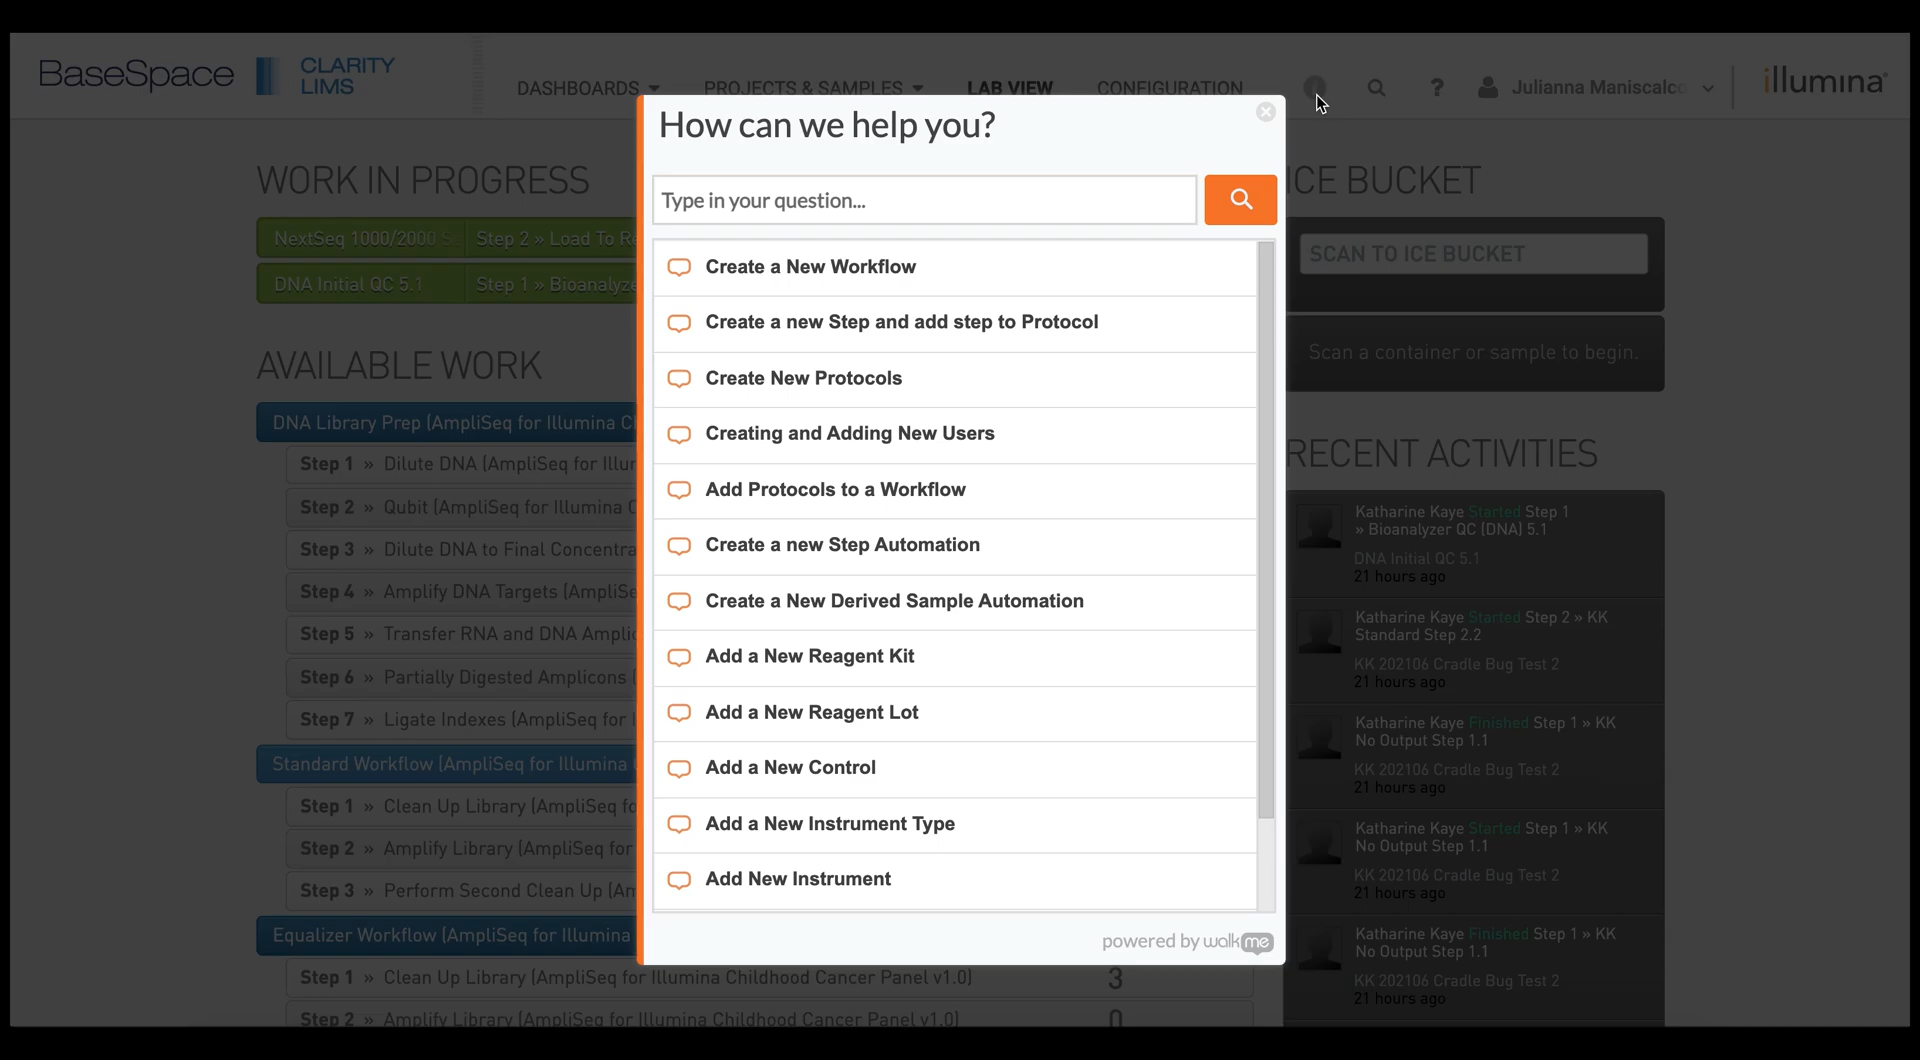 BaseSpace
CLARITY
LIMS
DASHBOARDS
PROJECTS & SAMPLES
LAB VIEW
CONFIGURATION
?
Julianna Maniscalco
illumina
How can we help you?
Type in your question...
Create a New Workflow
Create a new Step and add step to Protocol
Create New Protocols
Creating and Adding New Users
Add Protocols to a Workflow
Create a new Step Automation
Create a New Derived Sample Automation
Add a New Reagent Kit
Add a New Reagent Lot
Add a New Control
Add a New Instrument Type
Add New Instrument
powered by walkme
WORK IN PROGRESS
NextSeq 1000/2000 S
Step 2 » Load To
DNA Initial QC 5.1
Step 1 »
AVAILABLE WORK
DNA Library Prep (AmpliSeq for Illumina
Step 1 » Dilute DNA (AmpliSeq for
Step 2 » Qubit (AmpliSeq for Illumina
Step 3 » Dilute DNA to Final
Step 4 » Amplify DNA Targets
Step 5 » Transfer RNA and DNA
Step 6 » Partially Digested Amplicons
Step 7 » Ligate Indexes (AmpliSeq for
Standard Workflow (AmpliSeq for Illumina
Step 1 » Clean Up Library (AmpliSeq
Step 2 » Amplify Library (AmpliSeq for
Step 3 » Perform Second Clean Up
Equalizer Workflow (AmpliSeq for Illumina
Step 1 » Clean Up Library (AmpliSeq for Illumina Childhood Cancer Panel v1.0) 3
Step 2 » Amplify Library (AmpliSeq for Illumina Childhood Cancer Panel v1.0) 0
ICE BUCKET
SCAN TO ICE BUCKET
Scan a container or sample to begin.
RECENT ACTIVITIES
Katharine Kaye Started Step 1
» Bioanalyzer QC (DNA) 5.1
DNA Initial QC 5.1
21 hours ago
Katharine Kaye Started Step 2 » KK
Standard Step 2.2
KK 202106 Cradle Bug Test 2
21 hours ago
Katharine Kaye Finished Step 1 » KK
No Output Step 1.1
KK 202106 Cradle Bug Test 2
21 hours ago
Katharine Kaye Started Step 1 » KK
No Output Step 1.1
KK 202106 Cradle Bug Test 2
21 hours ago
Katharine Kaye Finished Step 1 » KK
No Output Step 1.1
KK 202106 Cradle Bug Test 2
21 hours ago